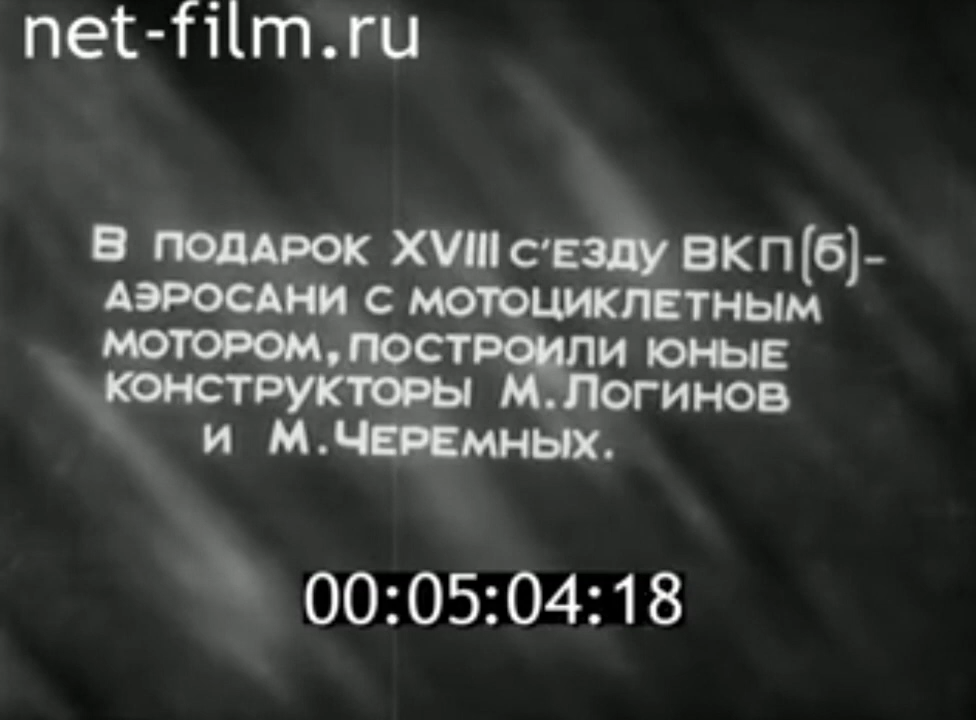 net-film.ru
В ПОДАРОК XVIII С'ЕЗДУ ВКП(б)-
АЭРОСАНИ С МОТОЦИКЛЕТНЫМ
МОТОРОМ, ПОСТРОИЛИ ЮНЫЕ
КОНСТРУКТОРЫ М. ЛОГИНОВ
И М. ЧЕРЕМНЫХ.
00:05:04:18